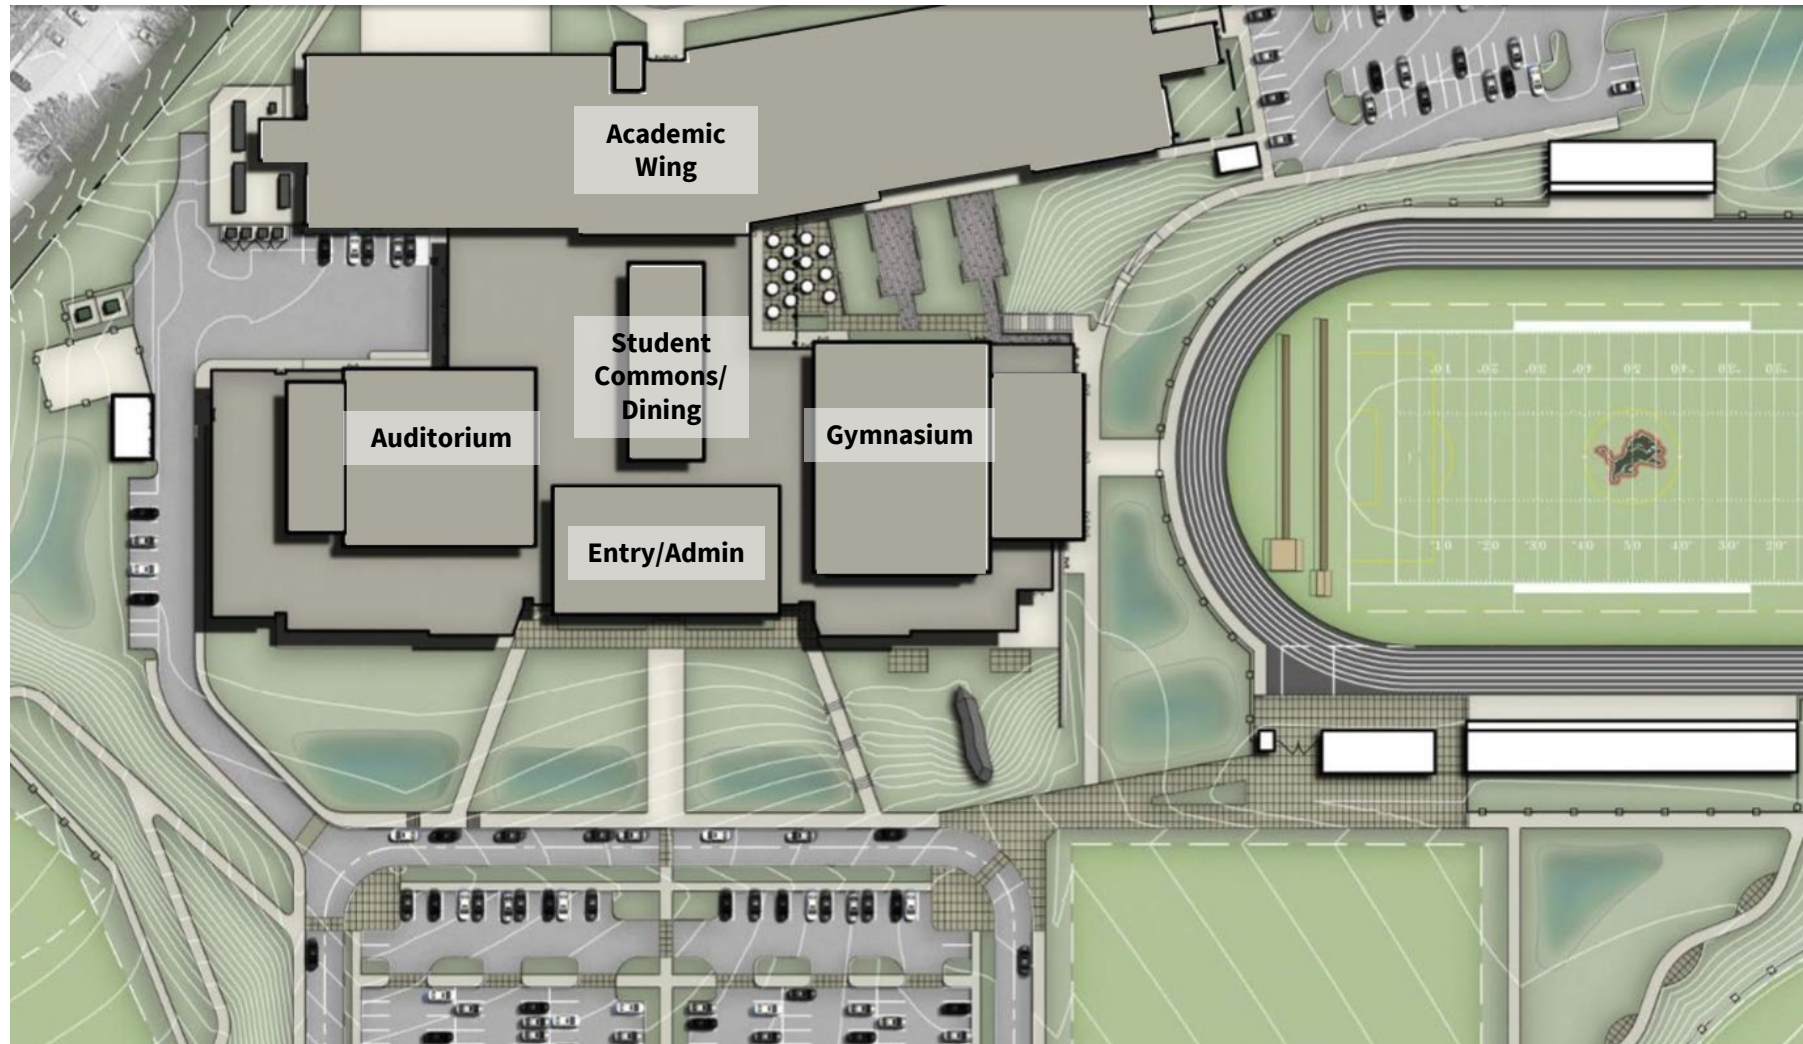 Academic
Wing
Student
Commons/
Dining
Auditorium
Gymnasium
Entry/Admin